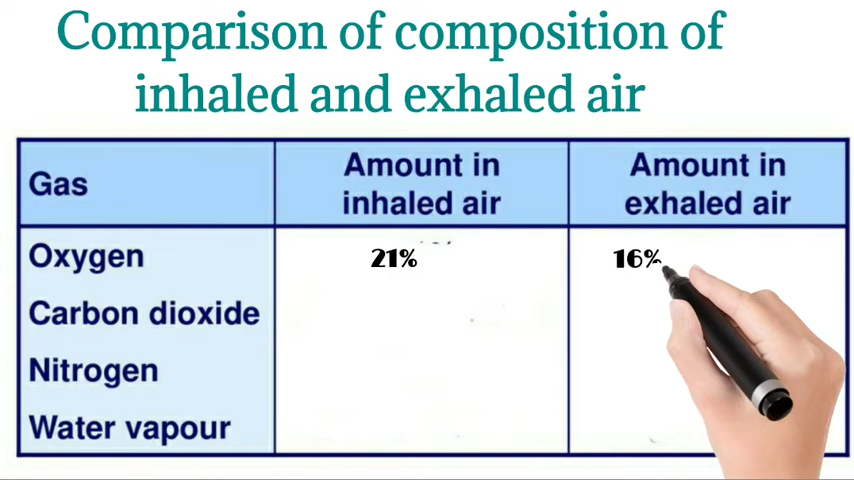 Comparison of composition of
inhaled and exhaled air
Gas
Amount in
inhaled air
Amount in
exhaled air
Oxygen
21%
16%
Carbon dioxide
Nitrogen
Water vapour